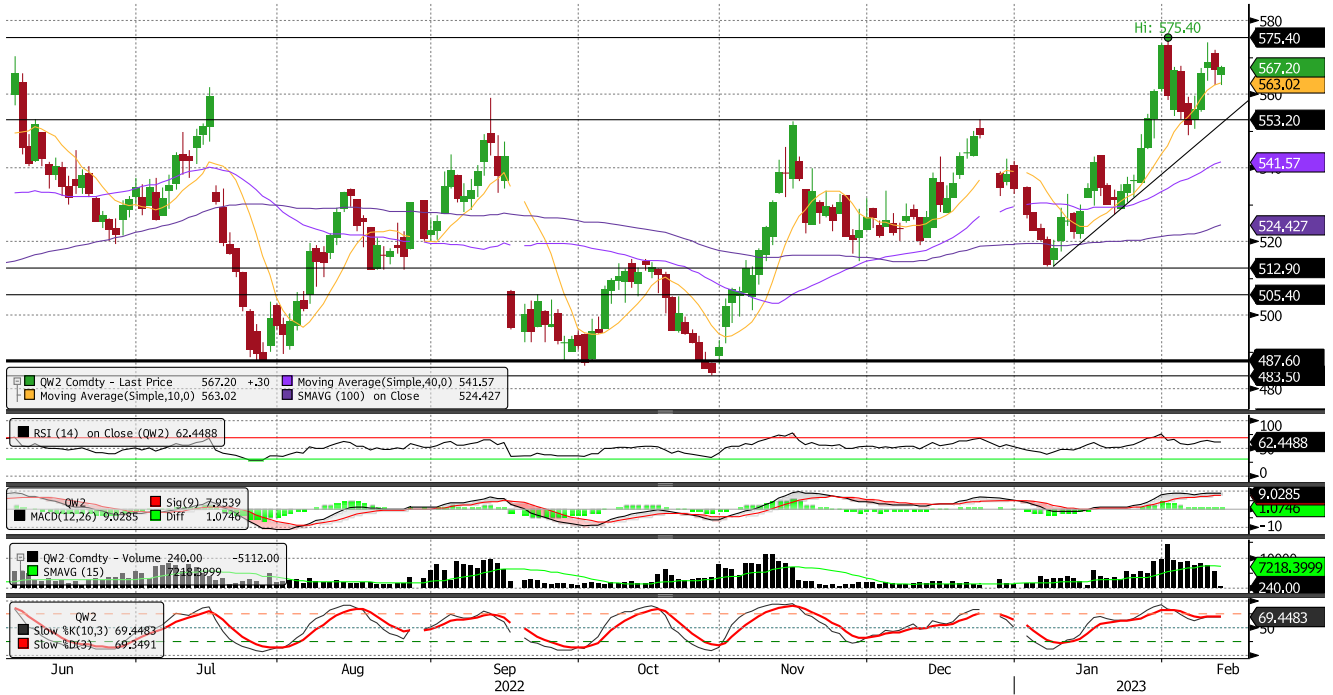 580
Hi: 575.40
575.40
567.20
563.02
560
553.20
541.57
524.427
520
512.90
505.40
500
487.60
483.50
480
QW2 Comdty - Last Price 567.20 +.30 Moving Average(Simple,40,0) 541.57
Moving Average(Simple,10,0) 563.02 SMAVG (100) on Close 524.427
RSI (14) on Close (QW2) 62.4488
100
62.4488
50
0
QW2 Sig(9) 7.9539
MACD(12,26) 9.0285 Diff 1.0746
9.0285
1.0746
-10
QW2 Comdty - Volume 240.00 -5112.00
SMAVG (15) 7218.3999
7218.3999
240.00
QW2
Slow %K(10,3) 69.4483
Slow %D(3) 69.3491
69.4483
50
Jun Jul Aug Sep Oct Nov Dec Jan Feb
2022 2023